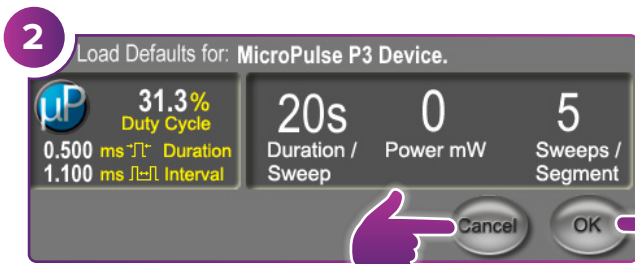 2
Load Defaults for: MicroPulse P3 Device.
µP
31.3%
Duty Cycle
0.500 ms Duration
1.100 ms Interval
20s
Duration /
Sweep
0
Power mW
5
Sweeps /
Segment
Cancel
OK